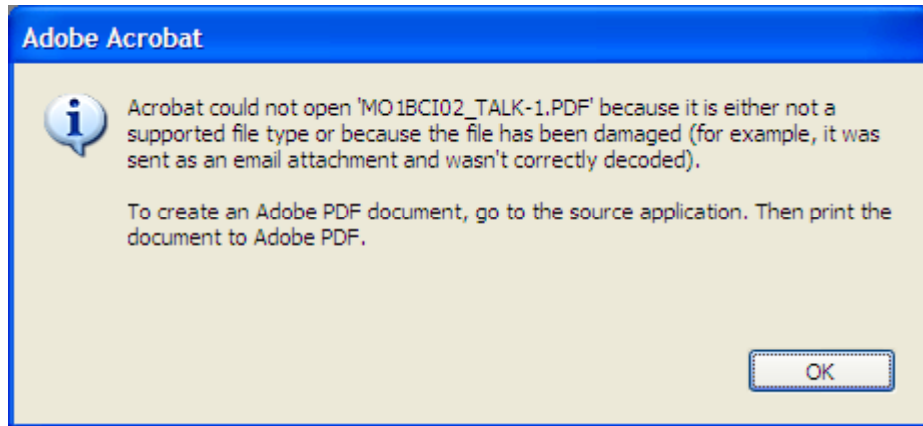 Adobe Acrobat
Acrobat could not open 'MO1BCI02_TALK-1.PDF' because it is either not a
supported file type or because the file has been damaged (for example, it was
sent as an email attachment and wasn't correctly decoded).
To create an Adobe PDF document, go to the source application. Then print the
document to Adobe PDF.
OK